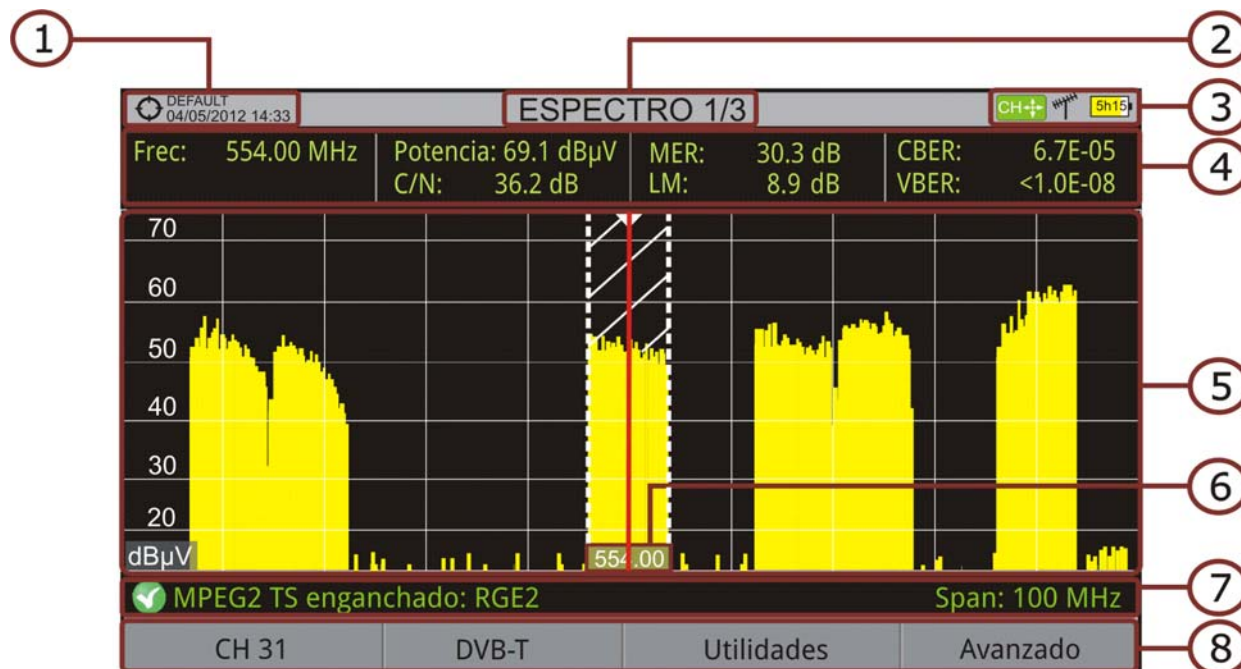 1
2
DEFAULT
04/05/2012 14:33
ESPECTRO 1/3
CH
5h15
3
Frec: 554.00 MHz
Potencia: 69.1 dBµV
C/N: 36.2 dB
MER: 30.3 dB
LM: 8.9 dB
CBER: 6.7E-05
VBER: <1.0E-08
4
70
60
50
40
30
20
dBµV
5
6
554.00
MPEG2 TS enganchado: RGE2
Span: 100 MHz
7
CH 31
DVB-T
Utilidades
Avanzado
8